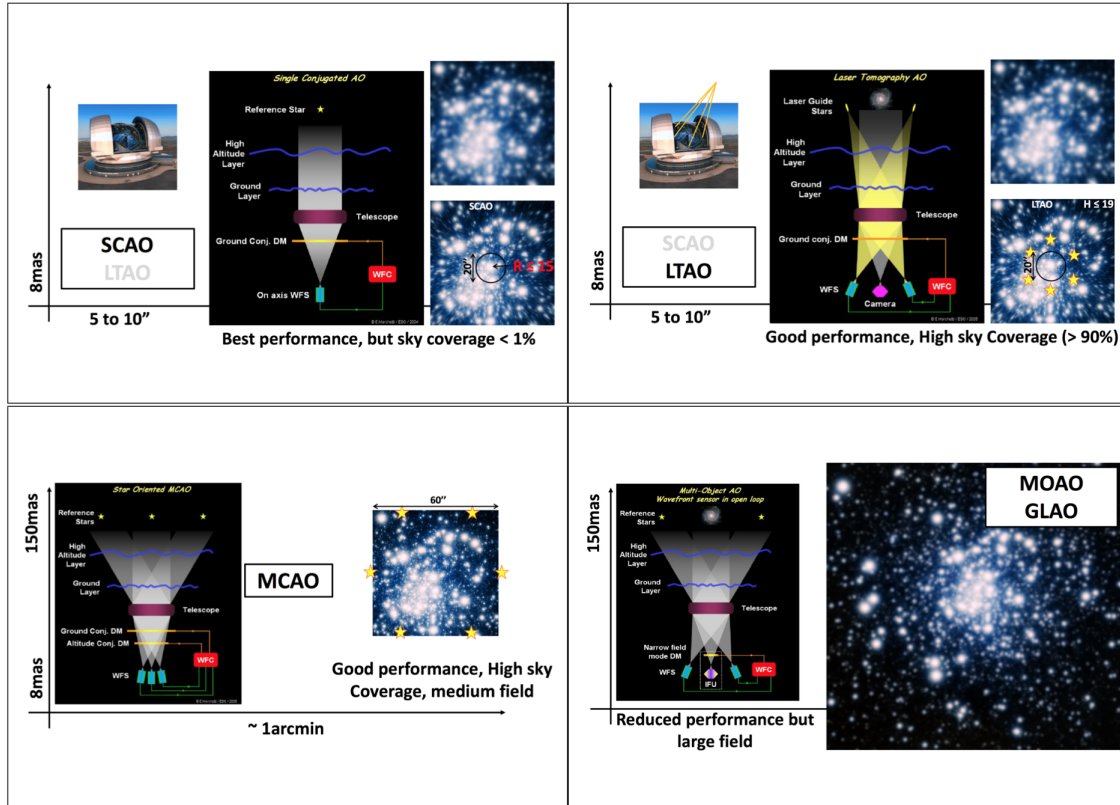 Single Conjugated AO
Reference Star
High
Altitude
Layer
Ground
Layer
Telescope
Ground Conj. DM
WFC
On axis WFS
SCAO
LTAO
8mas
5 to 10”
SCAO
20”
R ≤ 15
Best performance, but sky coverage < 1%
Laser Tomography AO
Laser Guide
Stars
High
Altitude
Layer
Ground
Layer
Telescope
Ground conj. DM
WFC
WFS
Camera
SCAO
LTAO
8mas
5 to 10”
LTAO
H ≤ 19
20”
Good performance, High sky Coverage (> 90%)
Star Oriented MCAO
Reference
Stars
High
Altitude
Layer
Ground
Layer
Telescope
Ground Conj. DM
Altitude Conj. DM
WFC
WFS
150mas
8mas
MCAO
60”
Good performance, High sky
Coverage, medium field
~ 1arcmin
Multi-Object AO
Wavefront sensor in open loop
Reference
Stars
High
Altitude
Layer
Ground
Layer
Telescope
Narrow field
mode DM
WFS
WFC
IFU
150mas
MOAO
GLAO
Reduced performance but
large field